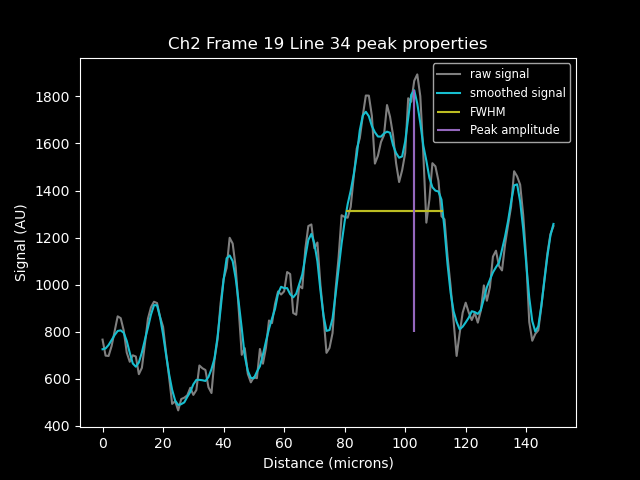 Ch2 Frame 19 Line 34 peak properties
raw signal
smoothed signal
FWHM
Peak amplitude
Signal (AU)
1800
1600
1400
1200
1000
800
600
400
0 20 40 60 80 100 120 140
Distance (microns)